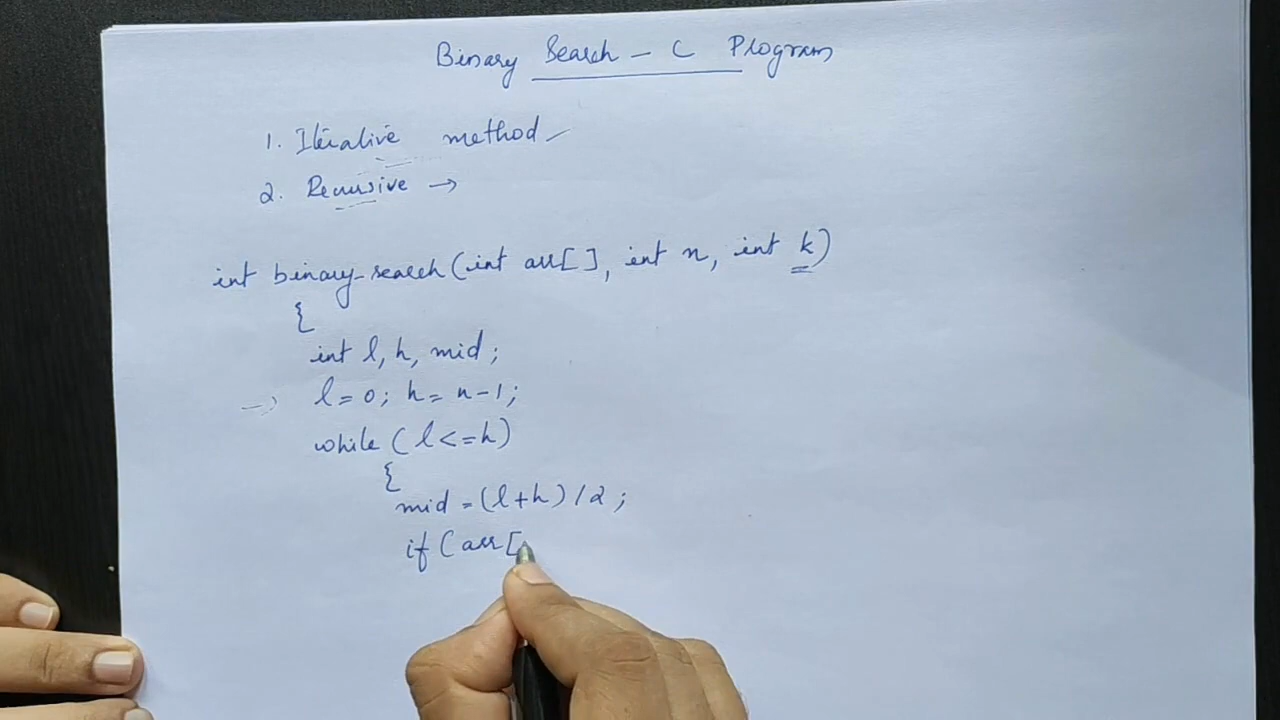 Binary Search - C Program
1. Iterative method
2. Recursive →
int binary-search(int arr[], int n, int k)
{
int l, h, mid;
→ l=0; h= n-1;
while (l<=h)
{
mid =(l+h)/2;
if (arr[